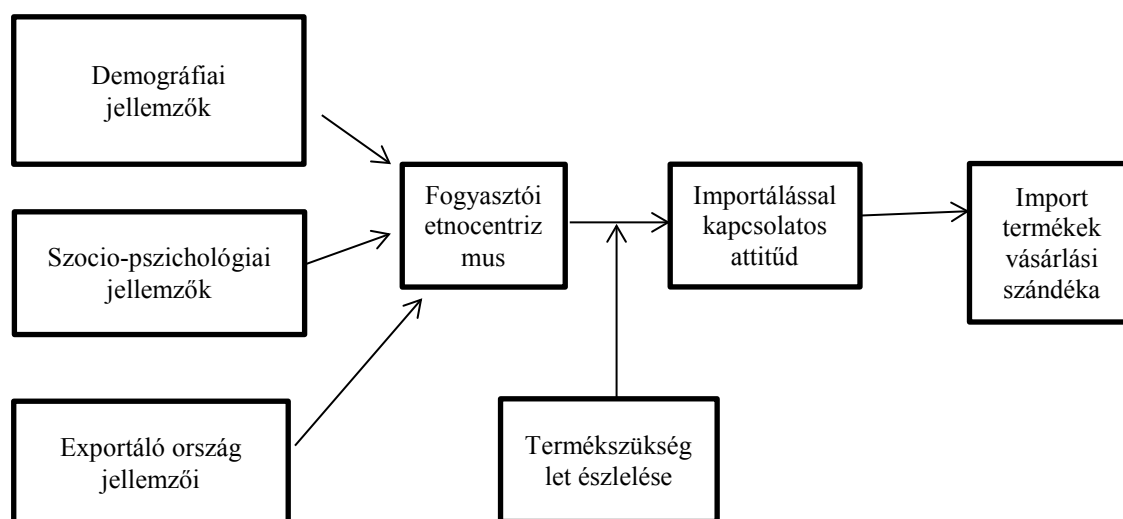 Demográfiai
jellemzők
Szocio-pszichológiai
jellemzők
Exportáló ország
jellemzői
Fogyasztói
etnocentriz
mus
Termékszükség
let észlelése
Importálással
kapcsolatos
attitűd
Import
termékek
vásárlási
szándéka